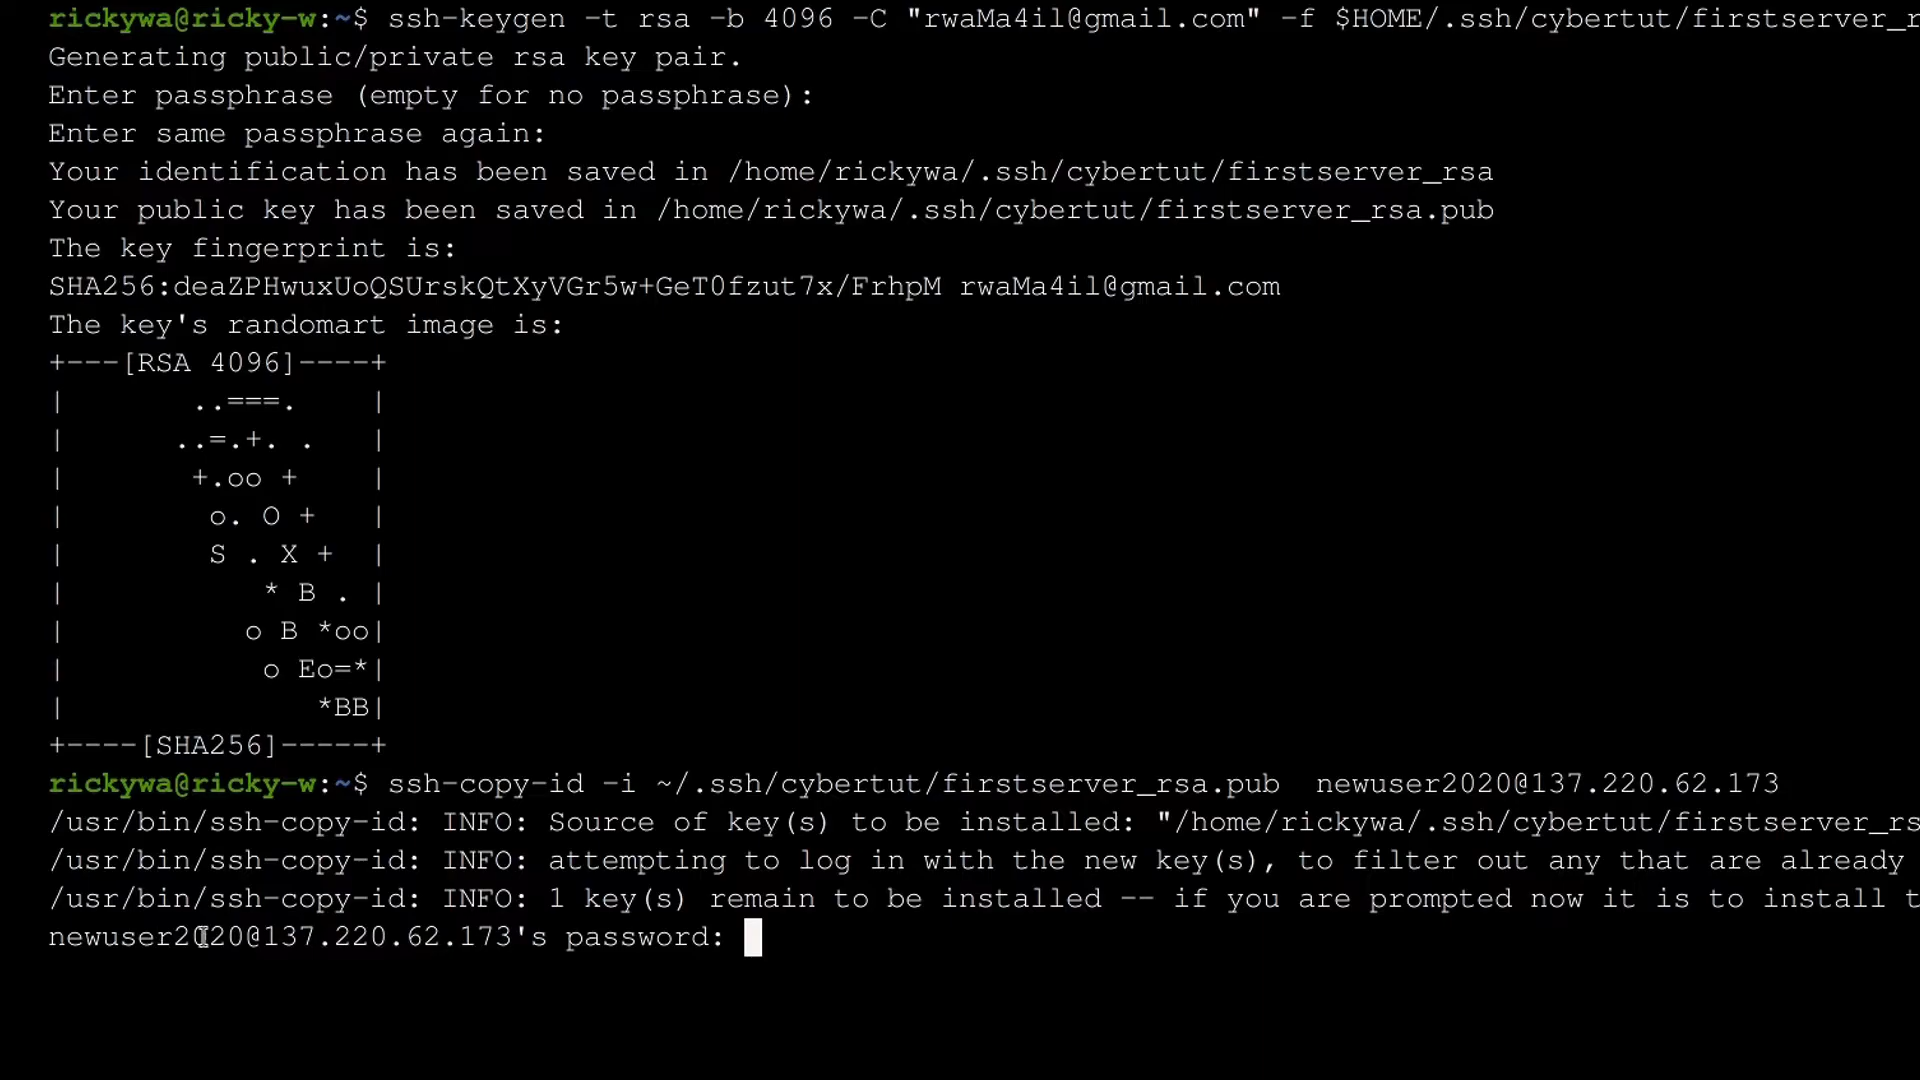 rickywa@ricky-w:~$ ssh-keygen -t rsa -b 4096 -C "rwaMa4il@gmail.com" -f $HOME/.ssh/cybertut/firstserver_r
Generating public/private rsa key pair.
Enter passphrase (empty for no passphrase):
Enter same passphrase again:
Your identification has been saved in /home/rickywa/.ssh/cybertut/firstserver_rsa
Your public key has been saved in /home/rickywa/.ssh/cybertut/firstserver_rsa.pub
The key fingerprint is:
SHA256:deaZPHwuxUoQSUrskQtXyVGr5w+GeT0fzut7x/FrhpM rwaMa4il@gmail.com
The key's randomart image is:
+---[RSA 4096]----+
|       ..===.    |
|      ..=.+. .   |
|       +.oo +    |
|        o. O +   |
|        S . X +  |
|           * B . |
|          o B *oo|
|           o Eo=*|
|              *BB|
+----[SHA256]-----+
rickywa@ricky-w:~$ ssh-copy-id -i ~/.ssh/cybertut/firstserver_rsa.pub  newuser2020@137.220.62.173
/usr/bin/ssh-copy-id: INFO: Source of key(s) to be installed: "/home/rickywa/.ssh/cybertut/firstserver_rs
/usr/bin/ssh-copy-id: INFO: attempting to log in with the new key(s), to filter out any that are already
/usr/bin/ssh-copy-id: INFO: 1 key(s) remain to be installed -- if you are prompted now it is to install t
newuser2020@137.220.62.173's password: